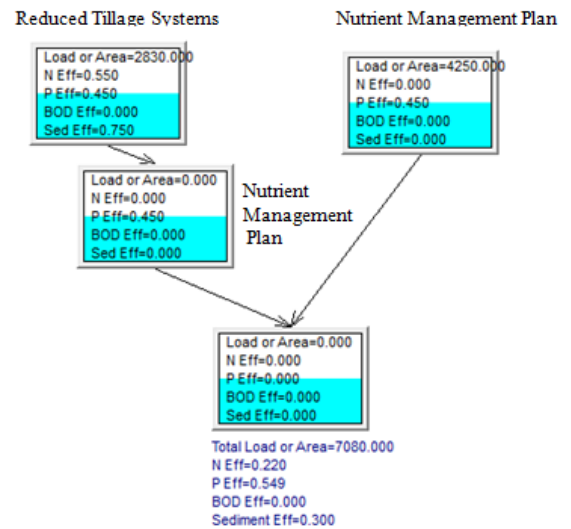 Reduced Tillage Systems
Load or Area=2830.000
N Eff=0.550
P Eff=0.450
BOD Eff=0.000
Sed Eff=0.750
Nutrient Management Plan
Load or Area=4250.000
N Eff=0.000
P Eff=0.450
BOD Eff=0.000
Sed Eff=0.000
Load or Area=0.000
N Eff=0.000
P Eff=0.450
BOD Eff=0.000
Sed Eff=0.000
Nutrient
Management
Plan
Load or Area=0.000
N Eff=0.000
P Eff=0.000
BOD Eff=0.000
Sed Eff=0.000
Total Load or Area=7080.000
N Eff=0.220
P Eff=0.549
BOD Eff=0.000
Sediment Eff=0.300